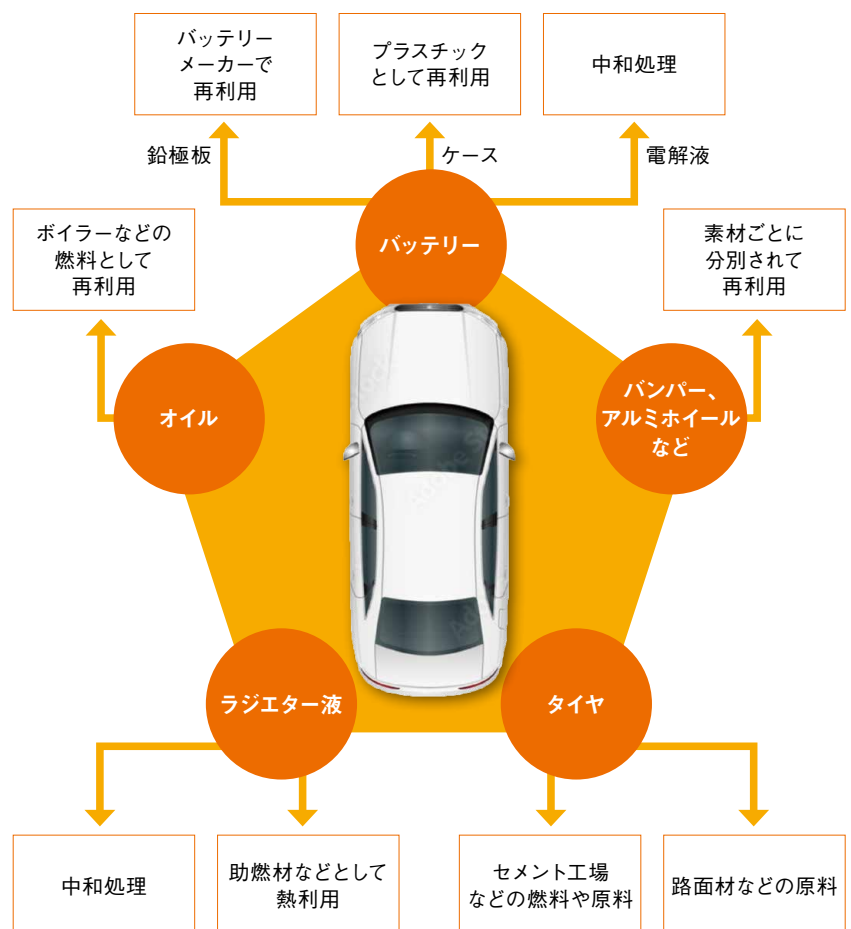 バッテリー
メーカーで
再利用
プラスチック
として再利用
中和処理
鉛極板
ケース
電解液
バッテリー
ボイラーなどの
燃料として
再利用
素材ごとに
分別されて
再利用
オイル
バンパー、
アルミホイール
など
ラジエター液
タイヤ
中和処理
助燃材などとして
熱利用
セメント工場
などの燃料や原料
路面材などの原料